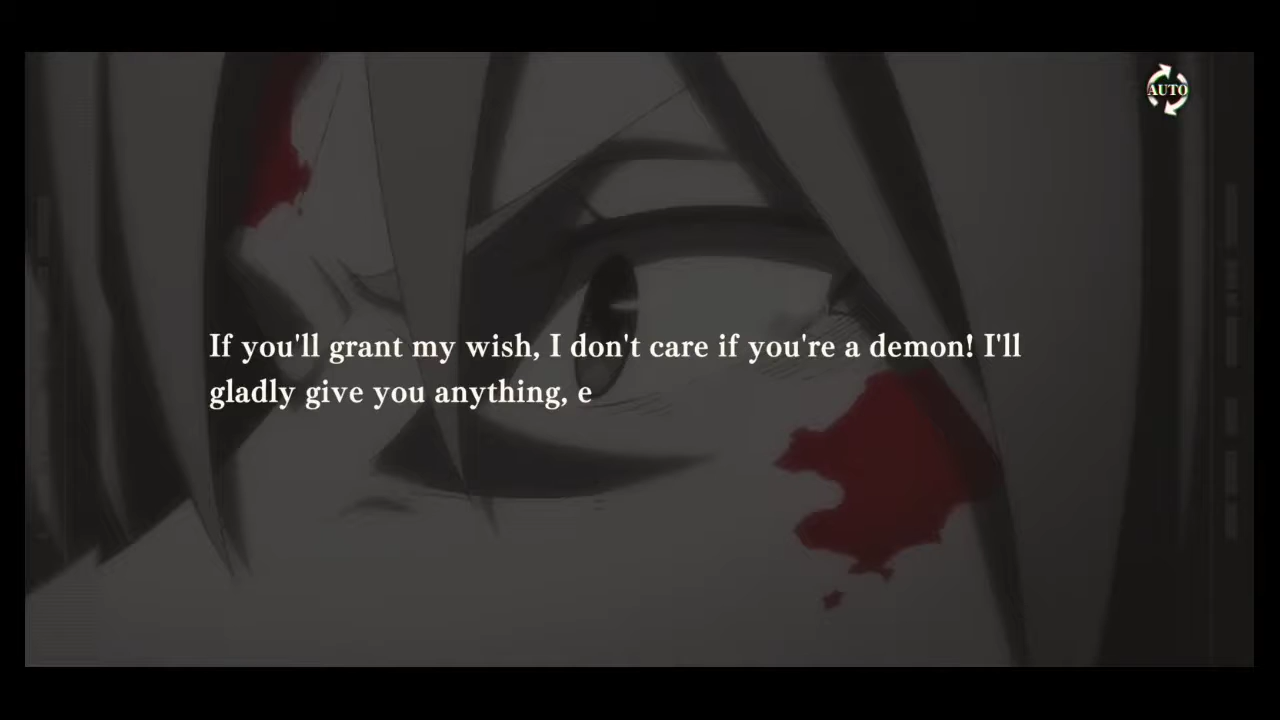 AUTO
If you'll grant my wish, I don't care if you're a demon! I'll
gladly give you anything, e